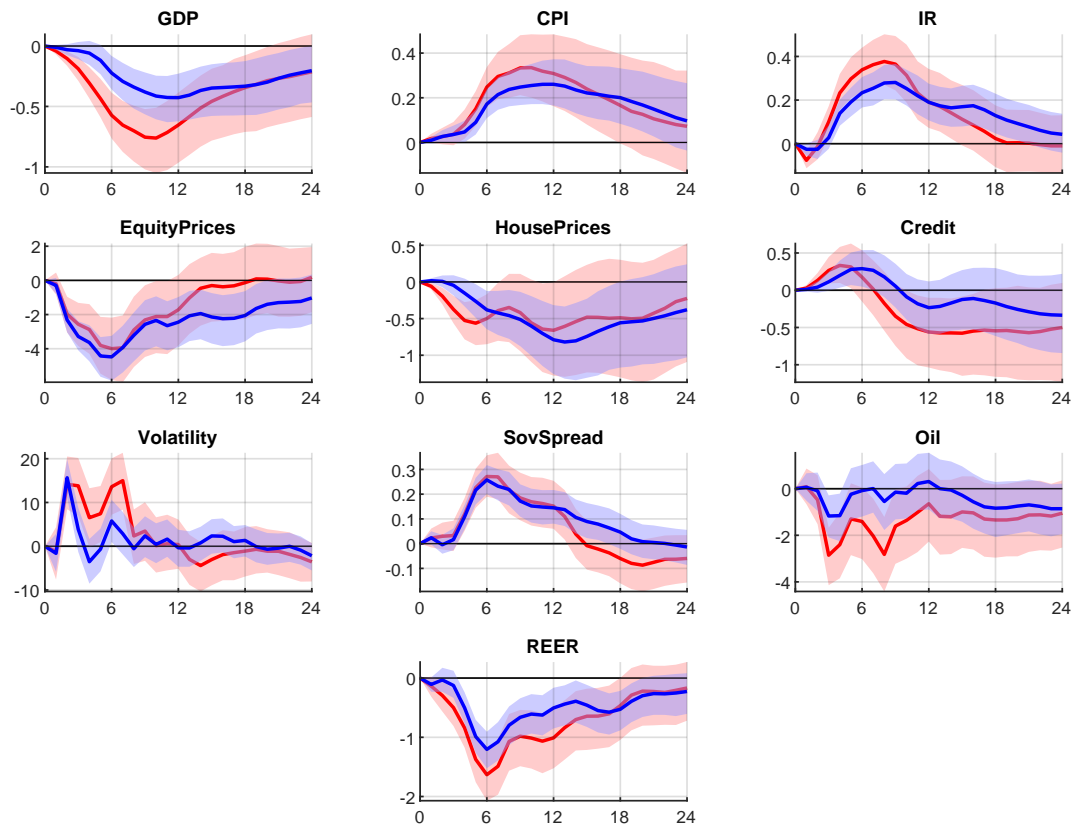 GDP
0
-0.5
-1
0 6 12 18 24
CPI
0.4
0.2
0
0 6 12 18 24
IR
0.4
0.2
0
0 6 12 18 24
EquityPrices
2
0
-2
-4
0 6 12 18 24
HousePrices
0.5
0
-0.5
-1
0 6 12 18 24
Credit
0.5
0
-0.5
-1
0 6 12 18 24
Volatility
20
10
0
-10
0 6 12 18 24
SovSpread
0.3
0.2
0.1
0
-0.1
0 6 12 18 24
Oil
0
-2
-4
0 6 12 18 24
REER
0
-1
-2
0 6 12 18 24